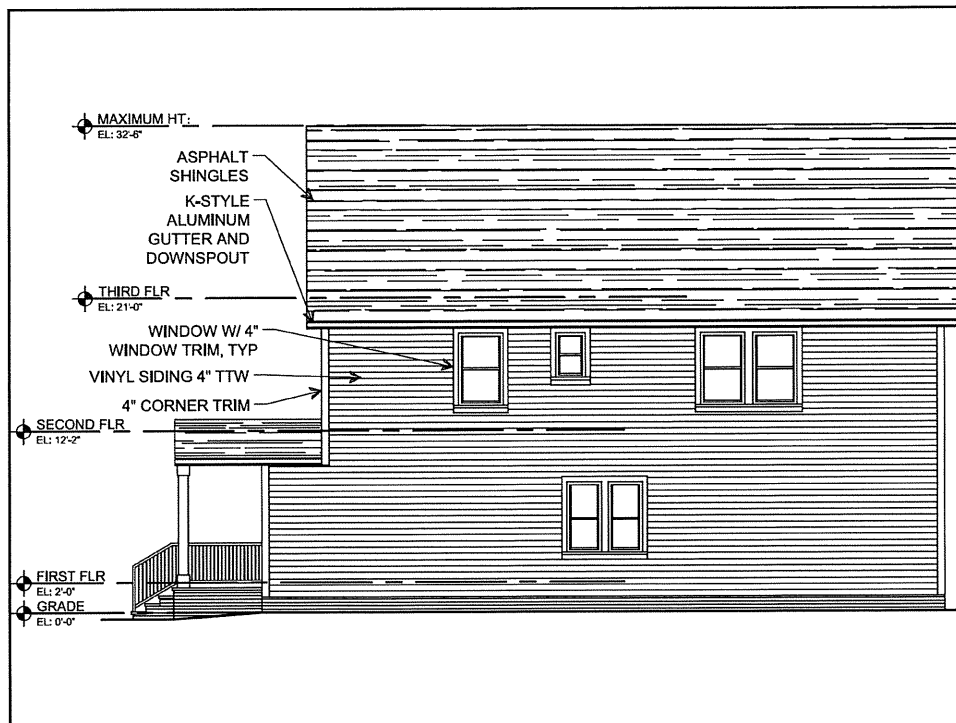 MAXIMUM HT:
EL: 32'-6"
ASPHALT
SHINGLES
K-STYLE
ALUMINUM
GUTTER AND
DOWNSPOUT
THIRD FLR
EL: 21'-0"
WINDOW W/ 4"
WINDOW TRIM, TYP
VINYL SIDING 4" TTW
4" CORNER TRIM
SECOND FLR
EL: 12'-2"
FIRST FLR
EL: 2'-0"
GRADE
EL: 0'-0"